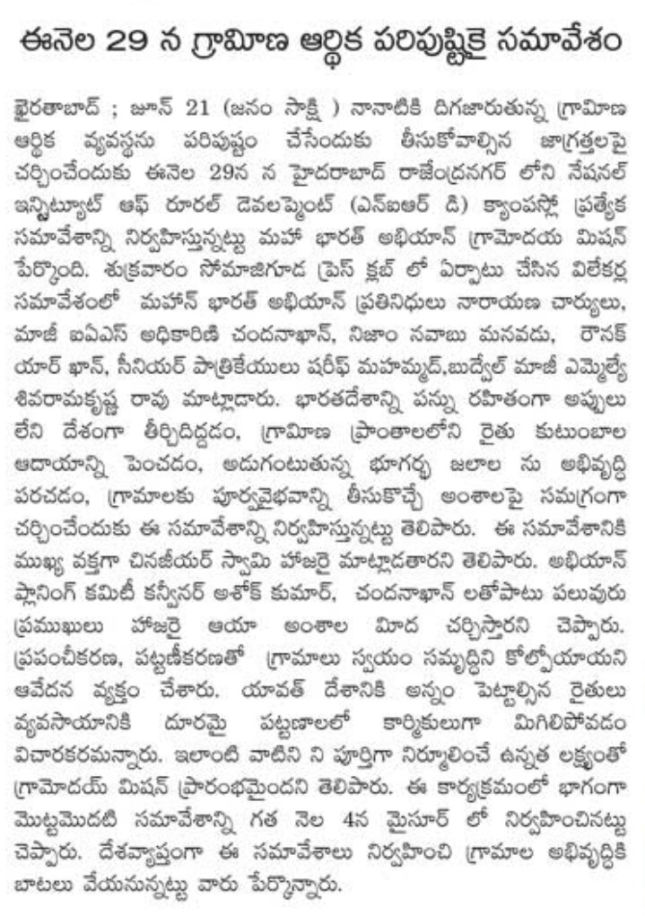 ఈనెల 29 న గ్రామీణ ఆర్థిక పరిపుష్టికై సమావేశం
ఖైరతాబాద్ ; జూన్ 21 (జనం సాక్షి ) నానాటికి దిగజారుతున్న గ్రామీణ
ఆర్థిక వ్యవస్థను పరిపుష్టం చేసేందుకు తీసుకోవాల్సిన జాగ్రత్తలపై
చర్చించేందుకు ఈనెల 29న న హైదరాబాద్ రాజేంద్రనగర్ లోని నేషనల్
ఇన్స్టిట్యూట్ ఆఫ్ రూరల్ డెవలప్మెంట్ (ఎన్ఐఆర్ డి) క్యాంపస్లో ప్రత్యేక
సమావేశాన్ని నిర్వహిస్తున్నట్టు మహా భారత్ అభియాన్ గ్రామోదయ మిషన్
పేర్కొంది. శుక్రవారం సోమాజిగూడ ప్రెస్ క్లబ్ లో ఏర్పాటు చేసిన విలేకర్ల
సమావేశంలో మహాన్ భారత్ అభియాన్ ప్రతినిధులు నారాయణ చార్యులు,
మాజీ ఐఏఎస్ అధికారిణి చందనాఖాన్, నిజాం నవాబు మనవడు, రౌనక్
యార్ ఖాన్, సీనియర్ పాత్రికేయులు షరీఫ్ మహమ్మద్,బుద్వేల్ మాజీ ఎమ్మెల్యే
శివరామకృష్ణ రావు మాట్లాడారు. భారతదేశాన్ని పన్ను రహితంగా అప్పులు
లేని దేశంగా తీర్చిదిద్దడం, గ్రామీణ ప్రాంతాలలోని రైతు కుటుంబాల
ఆదాయాన్ని పెంచడం, అడుగంటుతున్న భూగర్భ జలాల ను అభివృద్ధి
పరచడం, గ్రామాలకు పూర్వవైభవాన్ని తీసుకొచ్చే అంశాలపై సమగ్రంగా
చర్చించేందుకు ఈ సమావేశాన్ని నిర్వహిస్తున్నట్టు తెలిపారు. ఈ సమావేశానికి
ముఖ్య వక్తగా చినజీయర్ స్వామి హాజరై మాట్లాడతారని తెలిపారు. అభియాన్
ప్లానింగ్ కమిటీ కన్వీనర్ అశోక్ కుమార్, చందనాఖాన్ లతోపాటు పలువురు
ప్రముఖులు హాజరై ఆయా అంశాల మీద చర్చిస్తారని చెప్పారు.
ప్రపంచీకరణ, పట్టణీకరణతో గ్రామాలు స్వయం సమృద్ధిని కోల్పోయాయని
ఆవేదన వ్యక్తం చేశారు. యావత్ దేశానికి అన్నం పెట్టాల్సిన రైతులు
వ్యవసాయానికి దూరమై పట్టణాలలో కార్మికులుగా మిగిలిపోవడం
విచారకరమన్నారు. ఇలాంటి వాటిని ని పూర్తిగా నిర్మూలించే ఉన్నత లక్ష్యంతో
గ్రామోదయ్ మిషన్ ప్రారంభమైందని తెలిపారు. ఈ కార్యక్రమంలో భాగంగా
మొట్టమొదటి సమావేశాన్ని గత నెల 4న మైసూర్ లో నిర్వహించినట్టు
చెప్పారు. దేశవ్యాప్తంగా ఈ సమావేశాలు నిర్వహించి గ్రామాల అభివృద్ధికి
బాటలు వేయనున్నట్టు వారు పేర్కొన్నారు.